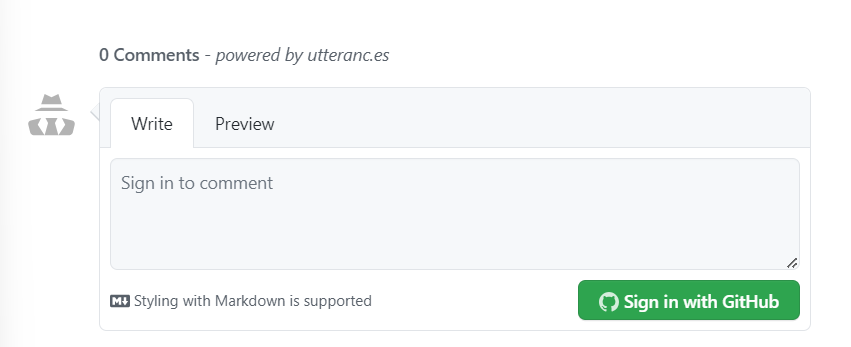 0 Comments - powered by utteranc.es
Write Preview
Sign in to comment
Styling with Markdown is supported
Sign in with GitHub